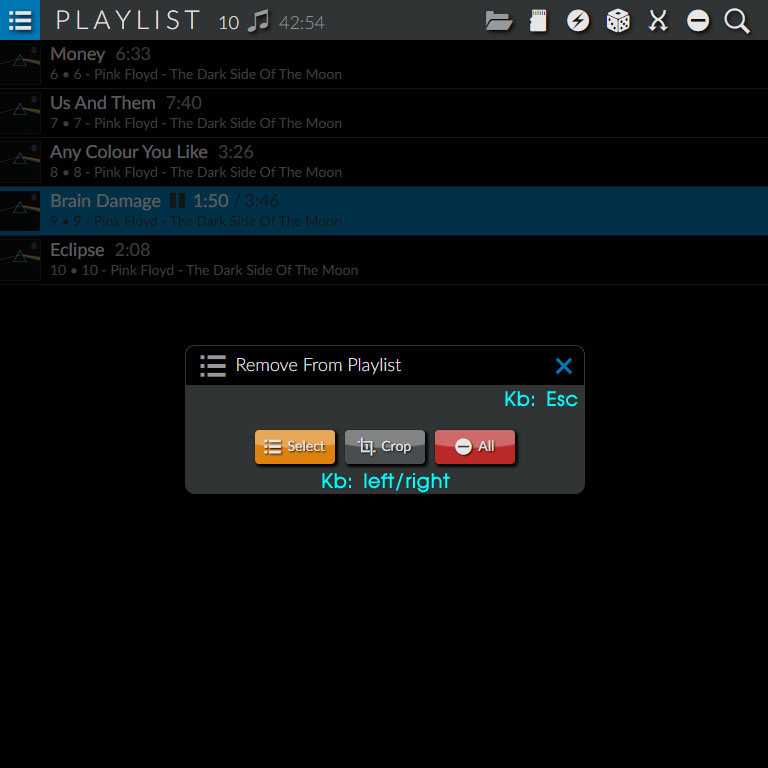 PLAYLIST 10 42:54
Money 6:33
6 • 6 - Pink Floyd - The Dark Side Of The Moon
Us And Them 7:40
7 • 7 - Pink Floyd - The Dark Side Of The Moon
Any Colour You Like 3:26
8 • 8 - Pink Floyd - The Dark Side Of The Moon
Brain Damage 1:50 / 3:46
9 • 9 - Pink Floyd - The Dark Side Of The Moon
Eclipse 2:08
10 • 10 - Pink Floyd - The Dark Side Of The Moon
Remove From Playlist
Kb: Esc
Select Crop All
Kb: left/right